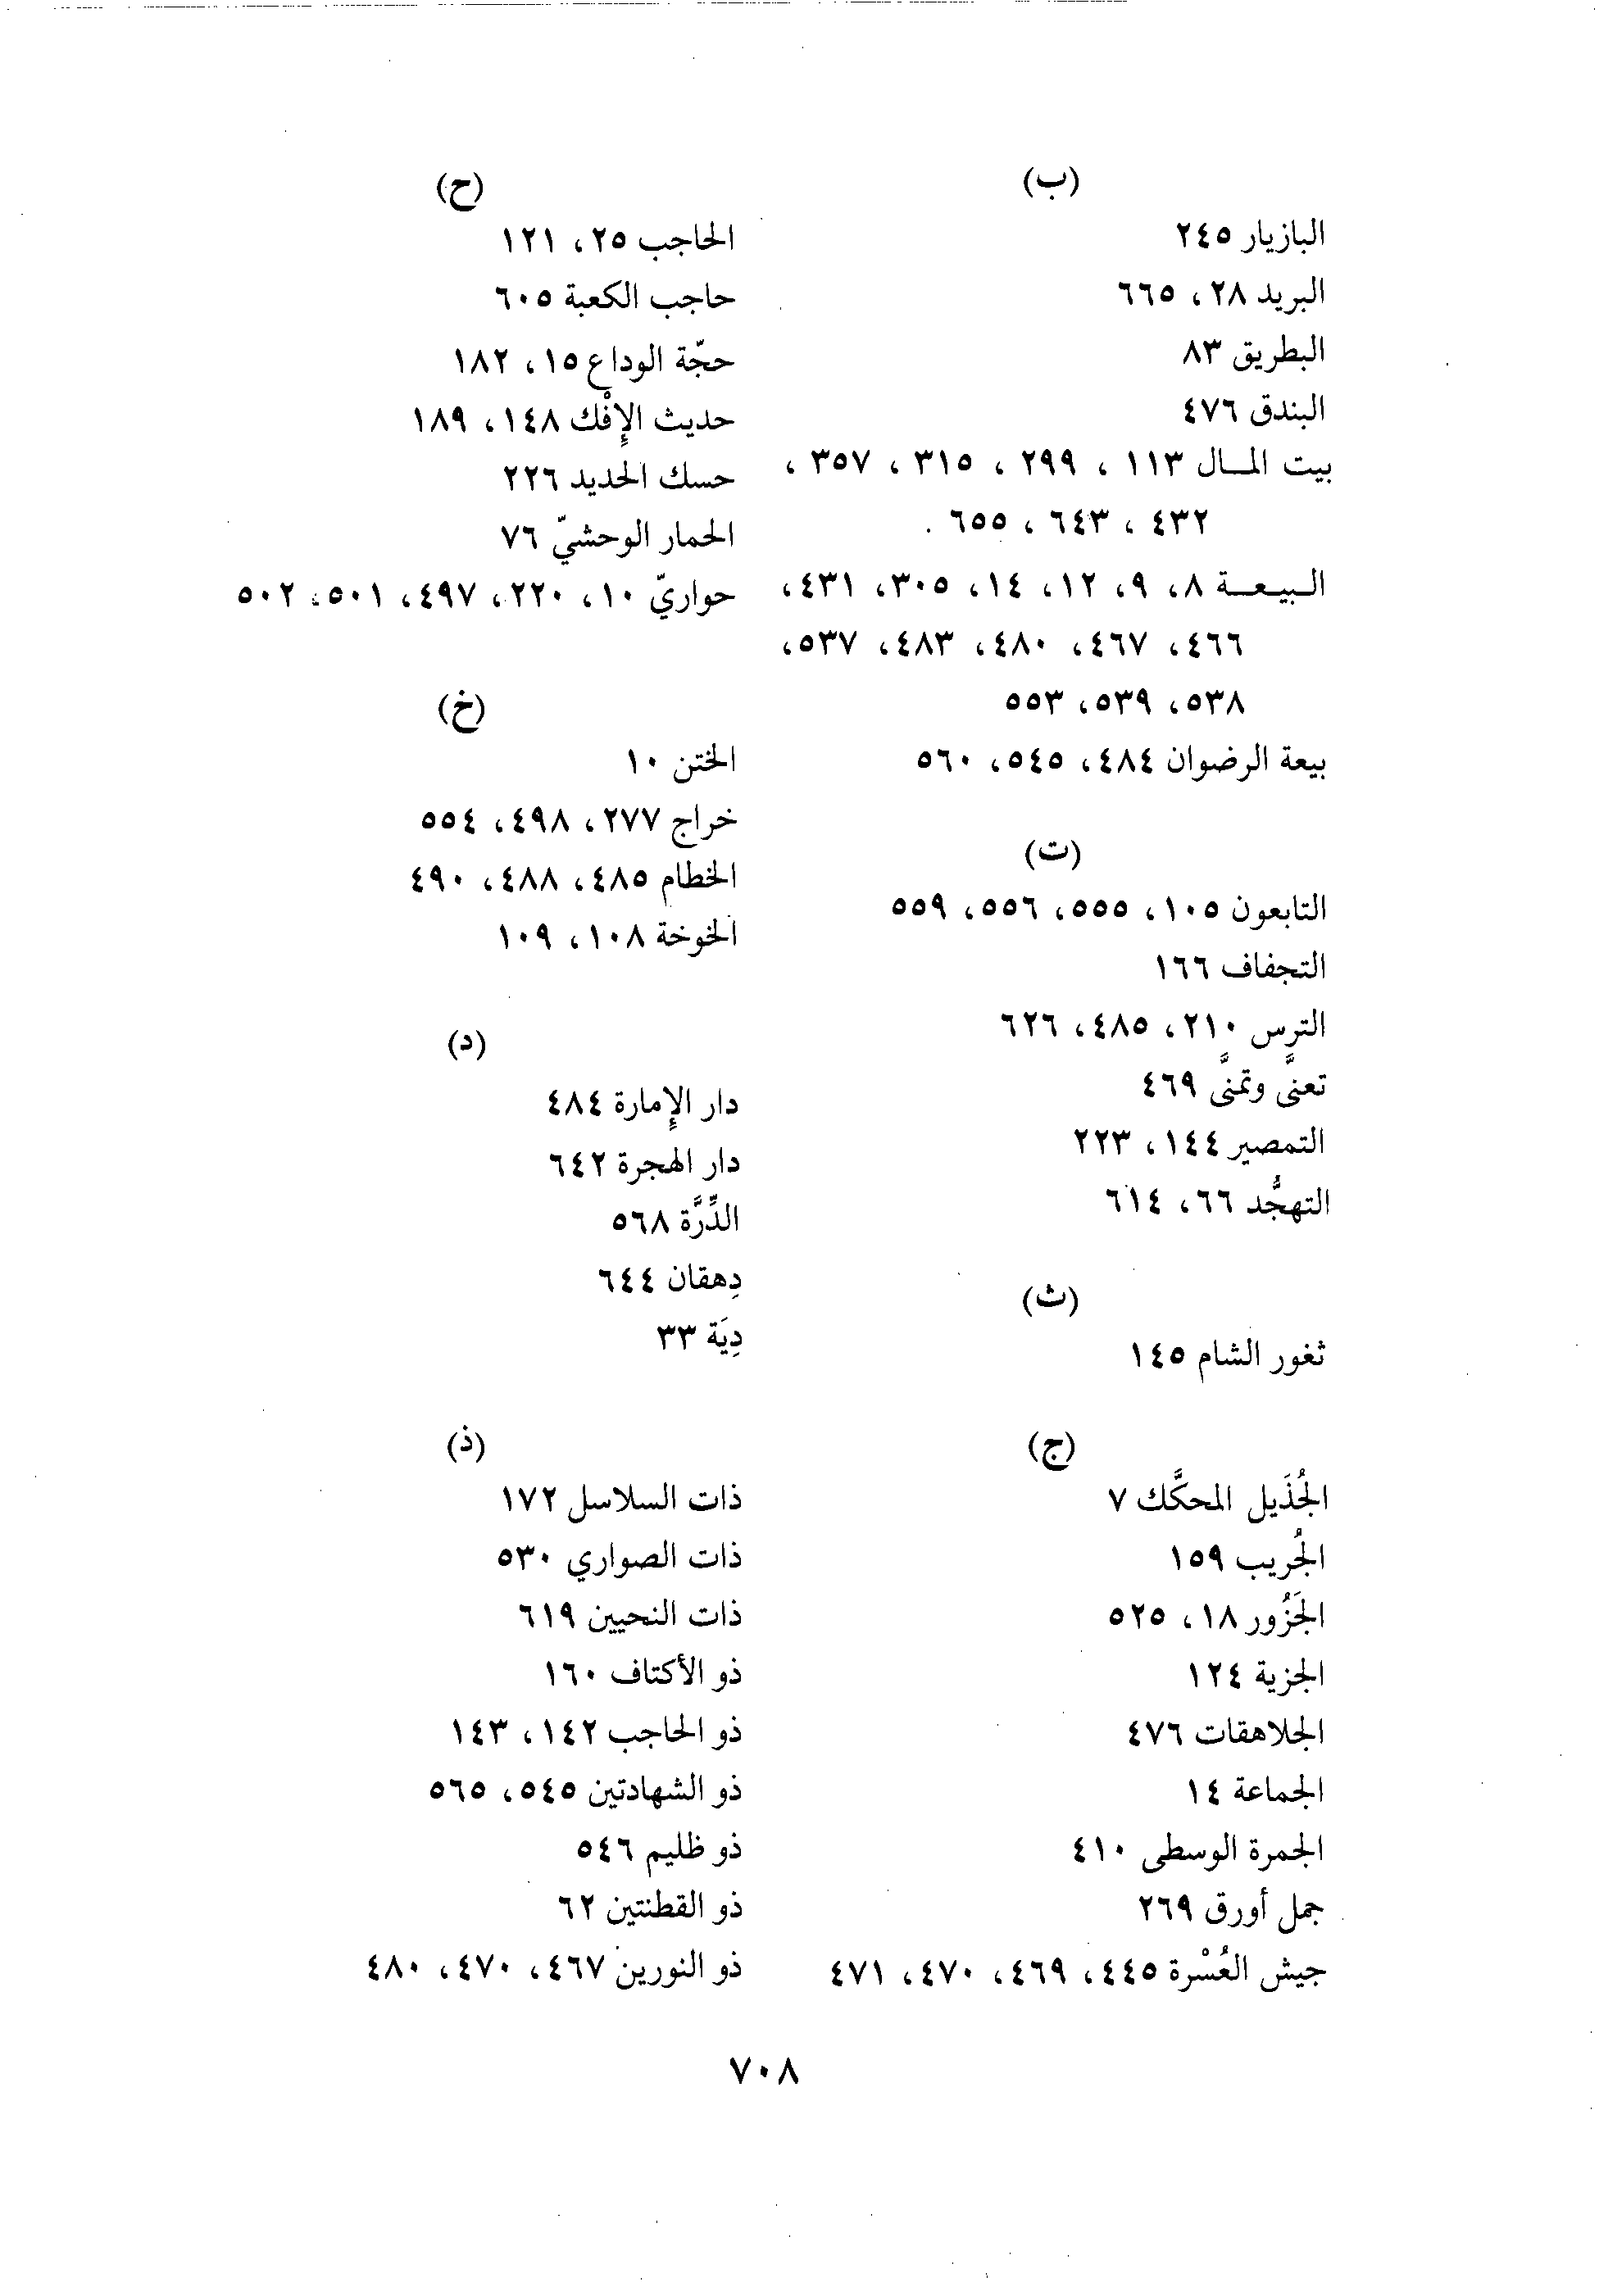 (ب)
البازيار ٢٤٥
البريد ٢٨، ٦٦٥
البطريق ٨٣
البندق ٤٧٦
بيت المــال ١١٣ ، ٢٩٩ ، ٣١٥ ، ٣٥٧ ،
٤٣٢ ، ٦٤٣ ، ٦٥٥ .
الـبيـعــة ٨، ٩، ١٢، ١٤، ٣٠٥، ٤٣١،
٤٦٦، ٤٦٧، ٤٨٠، ٤٨٣، ٥٣٧،
٥٣٨، ٥٣٩، ٥٥٣
بيعة الرضوان ٤٨٤، ٥٤٥، ٥٦٠
(ت)
التابعون ١٠٥، ٥٥٥، ٥٥٦، ٥٥٩
التجفاف ١٦٦
الترس ٢١٠، ٤٨٥، ٦٢٦
تعنىَّ وتمنىَّ ٤٦٩
التمصير ١٤٤، ٢٢٣
التهجُّد ٦٦، ٦١٤
(ث)
ثغور الشام ١٤٥
(ج)
الجُذَيل المحكَّك ٧
الجُريب ١٥٩
الجَزُور ١٨، ٥٢٥
الجزية ١٢٤
الجلاهقات ٤٧٦
الجماعة ١٤
الجمرة الوسطى ٤١٠
جمل أورق ٢٦٩
جيش العُسْرة ٤٤٥، ٤٦٩، ٤٧٠، ٤٧١
(ح)
الحاجب ٢٥، ١٢١
حاجب الكعبة ٦٠٥
حجّة الوداع ١٥، ١٨٢
حديث الإفْك ١٤٨، ١٨٩
حسك الحديد ٢٢٦
الحمار الوحشيّ ٧٦
حواريّ ١٠، ٢٢٠، ٤٩٧، ٥٠١، ٥٠٢
(خ)
الختن ١٠
خراج ٢٧٧، ٤٩٨، ٥٥٤
الخطام ٤٨٥، ٤٨٨، ٤٩٠
الخوخة ١٠٨، ١٠٩
(د)
دار الإمارة ٤٨٤
دار الهجرة ٦٤٢
الدِّرَّة ٥٦٨
دِهقان ٦٤٤
دِيَة ٣٣
(ذ)
ذات السلاسل ١٧٢
ذات الصواري ٥٣٠
ذات النحيين ٦١٩
ذو الأكتاف ١٦٠
ذو الحاجب ١٤٢، ١٤٣
ذو الشهادتين ٥٤٥، ٥٦٥
ذو ظليم ٥٤٦
ذو القطنتين ٦٢
ذو النورين ٤٦٧، ٤٧٠، ٤٨٠
٧٠٨